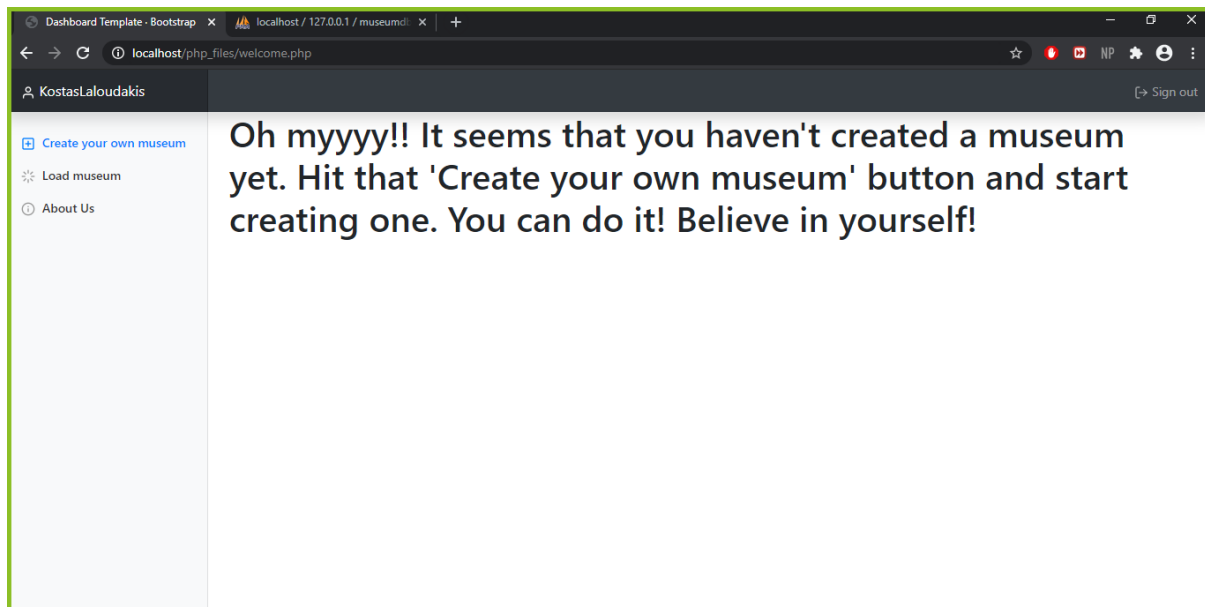 Dashboard Template · Bootstrap
localhost / 127.0.0.1 / museumdb
localhost/php_files/welcome.php
NP
KostasLaloudakis
Sign out
Create your own museum
Load museum
About Us
Oh myyyy!! It seems that you haven't created a museum
yet. Hit that 'Create your own museum' button and start
creating one. You can do it! Believe in yourself!